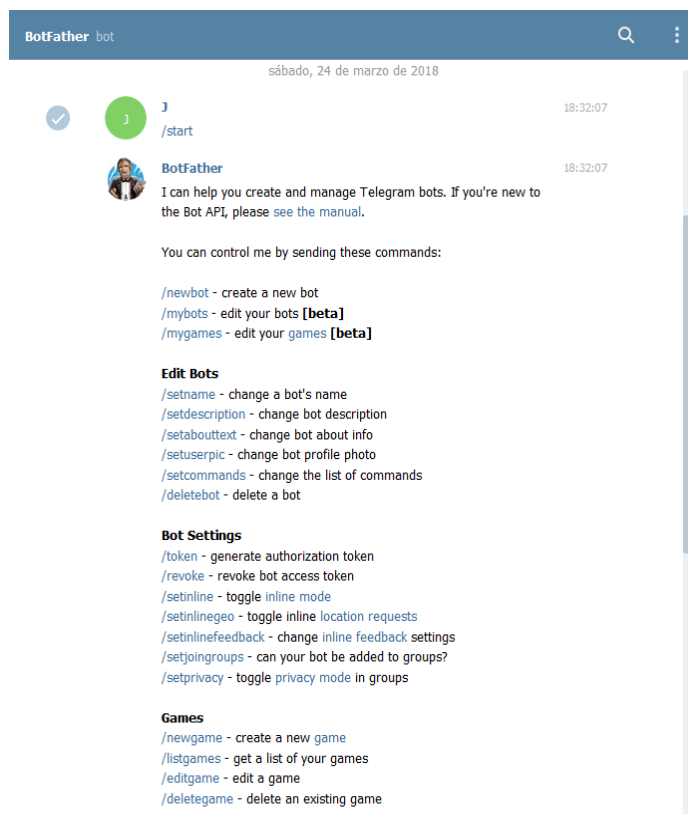 BotFather bot
sábado, 24 de marzo de 2018
J
J
18:32:07
/start
BotFather
18:32:07
I can help you create and manage Telegram bots. If you're new to
the Bot API, please see the manual.
You can control me by sending these commands:
/newbot - create a new bot
/mybots - edit your bots [beta]
/mygames - edit your games [beta]
Edit Bots
/setname - change a bot's name
/setdescription - change bot description
/setabouttext - change bot about info
/setuserpic - change bot profile photo
/setcommands - change the list of commands
/deletebot - delete a bot
Bot Settings
/token - generate authorization token
/revoke - revoke bot access token
/setinline - toggle inline mode
/setinlinegeo - toggle inline location requests
/setinlinefeedback - change inline feedback settings
/setjoingroups - can your bot be added to groups?
/setprivacy - toggle privacy mode in groups
Games
/newgame - create a new game
/listgames - get a list of your games
/editgame - edit a game
/deletegame - delete an existing game